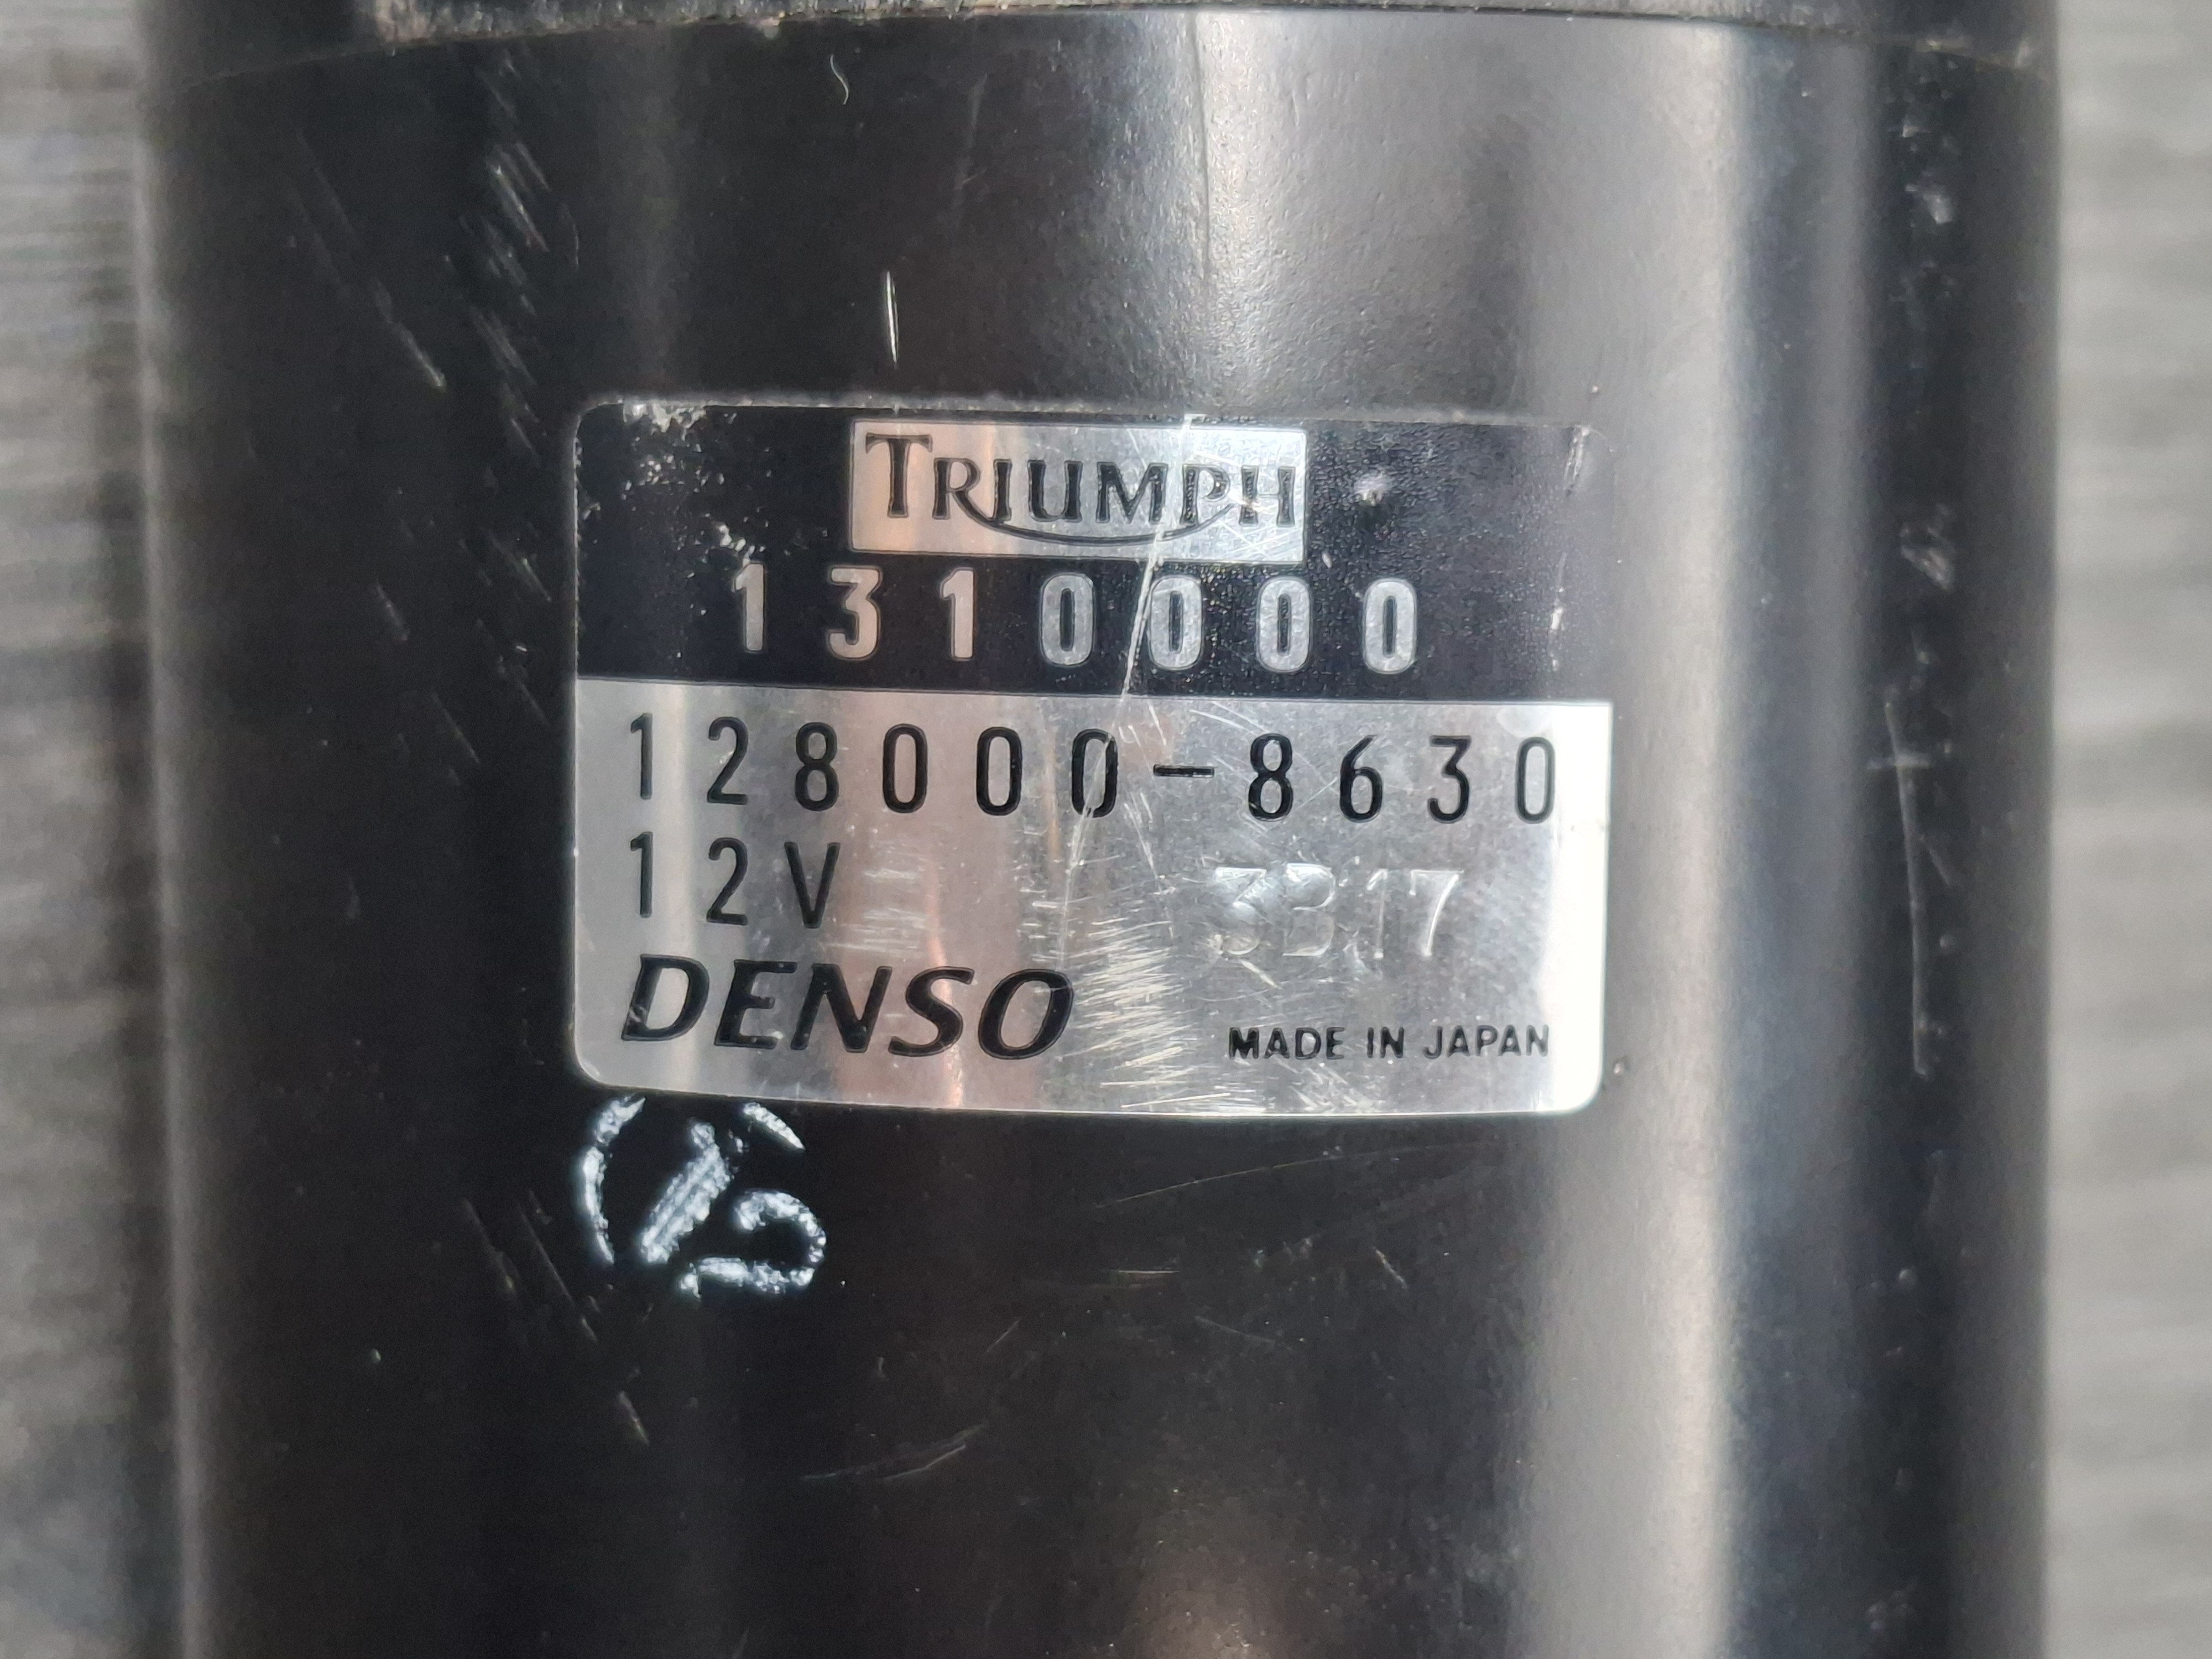 TRIUMPH
1310000
128000-8630
12V 3B17
DENSO MADE IN JAPAN